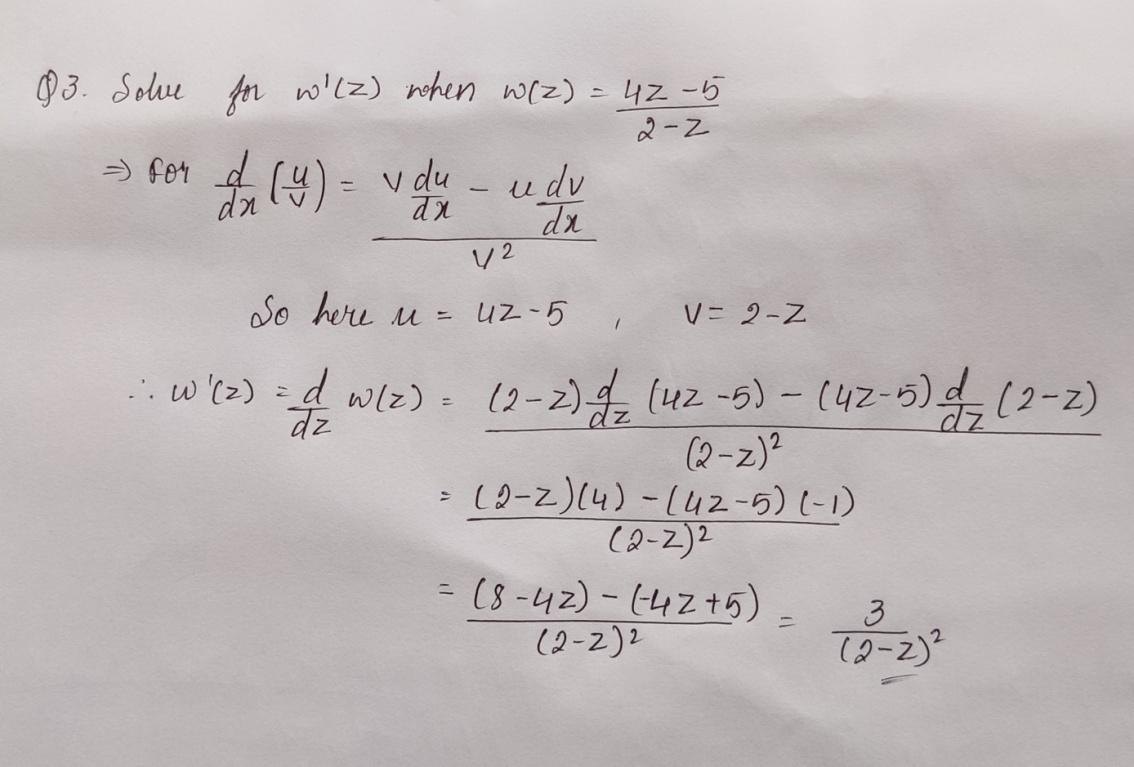 Q3. Solve for w'(z) when w(z) = (4z - 5)/(2 - z)
⇒ for d/dx (u/v) = (v du/dx - u dv/dx)/v²
So here u = 4z - 5 , v = 2 - z
∴ w'(z) = d/dz w(z) = ((2-z) d/dz (4z - 5) - (4z-5) d/dz (2-z))/(2-z)²
= ((2-z)(4) - (4z-5)(-1))/(2-z)²
= ((8-4z) - (-4z+5))/(2-z)² = 3/(2-z)²